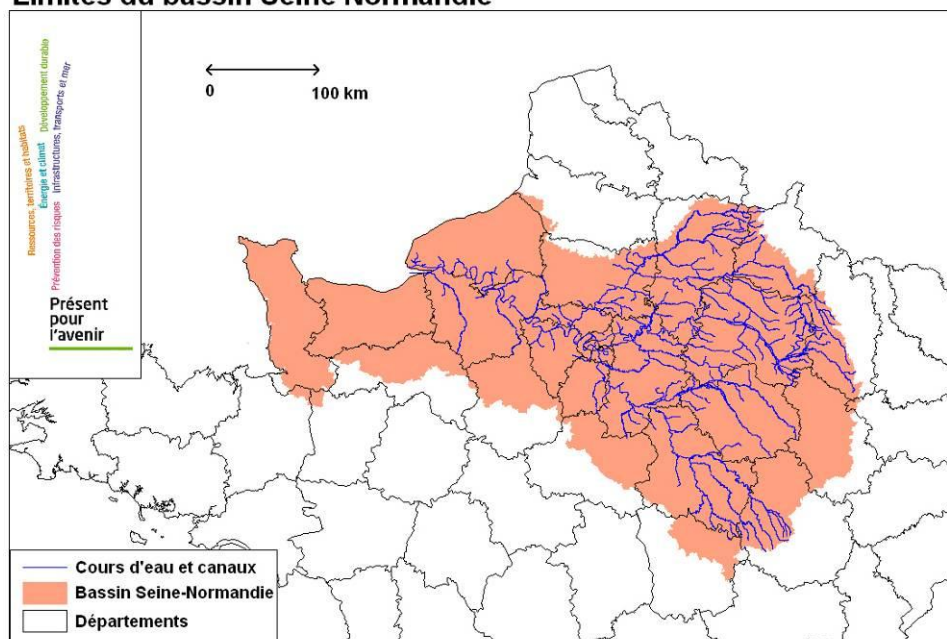 Limites du bassin Seine Normandie
0 100 km
Ressources, territoires et habitats
Énergie et climat Développement durable
Prévention des risques Infrastructures, transports et mer
Présent
pour
l'avenir
Cours d'eau et canaux
Bassin Seine-Normandie
Départements